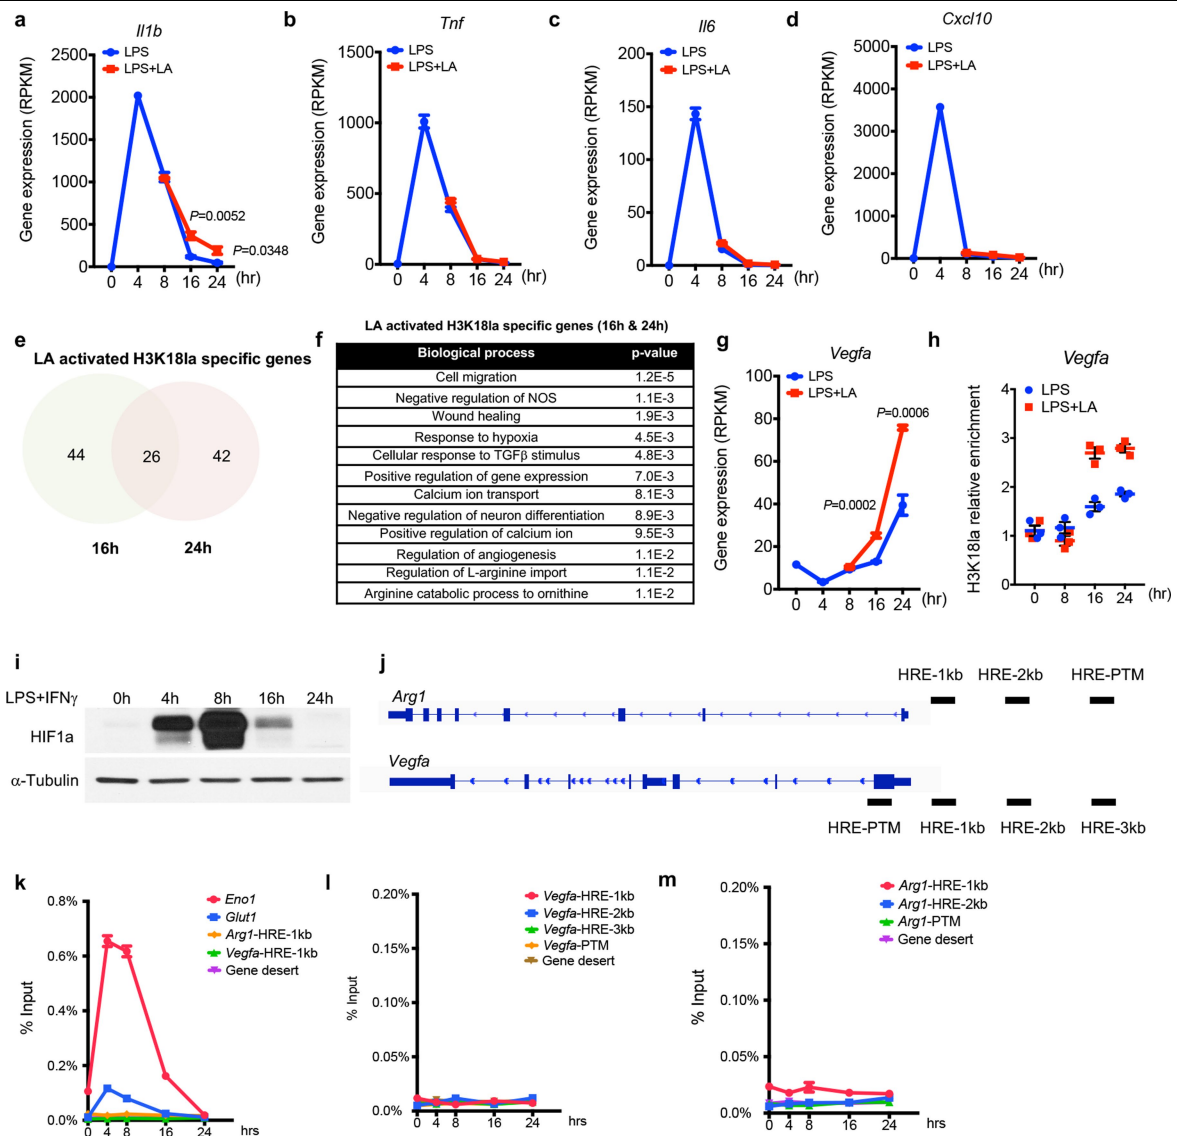 a
Il1b
LPS
LPS+LA
Gene expression (RPKM)
2500
2000
1500
1000
500
0
P=0.0052
P=0.0348
0 4 8 16 24 (hr)
b
Tnf
LPS
LPS+LA
Gene expression (RPKM)
1500
1000
500
0
0 4 8 16 24 (hr)
c
Il6
LPS
LPS+LA
Gene expression (RPKM)
200
150
100
50
0
0 4 8 16 24 (hr)
d
Cxcl10
LPS
LPS+LA
Gene expression (RPKM)
5000
4000
3000
2000
1000
0
0 4 8 16 24 (hr)
e
LA activated H3K18la specific genes
44 26 42
16h 24h
f
LA activated H3K18la specific genes (16h & 24h)
Biological process p-value
Cell migration 1.2E-5
Negative regulation of NOS 1.1E-3
Wound healing 1.9E-3
Response to hypoxia 4.5E-3
Cellular response to TGFβ stimulus 4.8E-3
Positive regulation of gene expression 7.0E-3
Calcium ion transport 8.1E-3
Negative regulation of neuron differentiation 8.9E-3
Positive regulation of calcium ion 9.5E-3
Regulation of angiogenesis 1.1E-2
Regulation of L-arginine import 1.1E-2
Arginine catabolic process to ornithine 1.1E-2
g
Vegfa
LPS
LPS+LA
Gene expression (RPKM)
100
80
60
40
20
0
P=0.0006
P=0.0002
0 4 8 16 24 (hr)
h
Vegfa
LPS
LPS+LA
H3K18la relative enrichment
4
3
2
1
0
0 8 16 24 (hr)
i
LPS+IFNγ 0h 4h 8h 16h 24h
HIF1a
α-Tubulin
j
HRE-1kb HRE-2kb HRE-PTM
Arg1
Vegfa
HRE-PTM HRE-1kb HRE-2kb HRE-3kb
k
Eno1
Glut1
Arg1-HRE-1kb
Vegfa-HRE-1kb
Gene desert
% Input
0.8%
0.6%
0.4%
0.2%
0.0%
0 4 8 16 24 hrs
l
Vegfa-HRE-1kb
Vegfa-HRE-2kb
Vegfa-HRE-3kb
Vegfa-PTM
Gene desert
% Input
0.20%
0.15%
0.10%
0.05%
0.0%
0 4 8 16 24 hrs
m
Arg1-HRE-1kb
Arg1-HRE-2kb
Arg1-PTM
Gene desert
% Input
0.20%
0.15%
0.10%
0.05%
0.0%
0 4 8 16 24 hrs